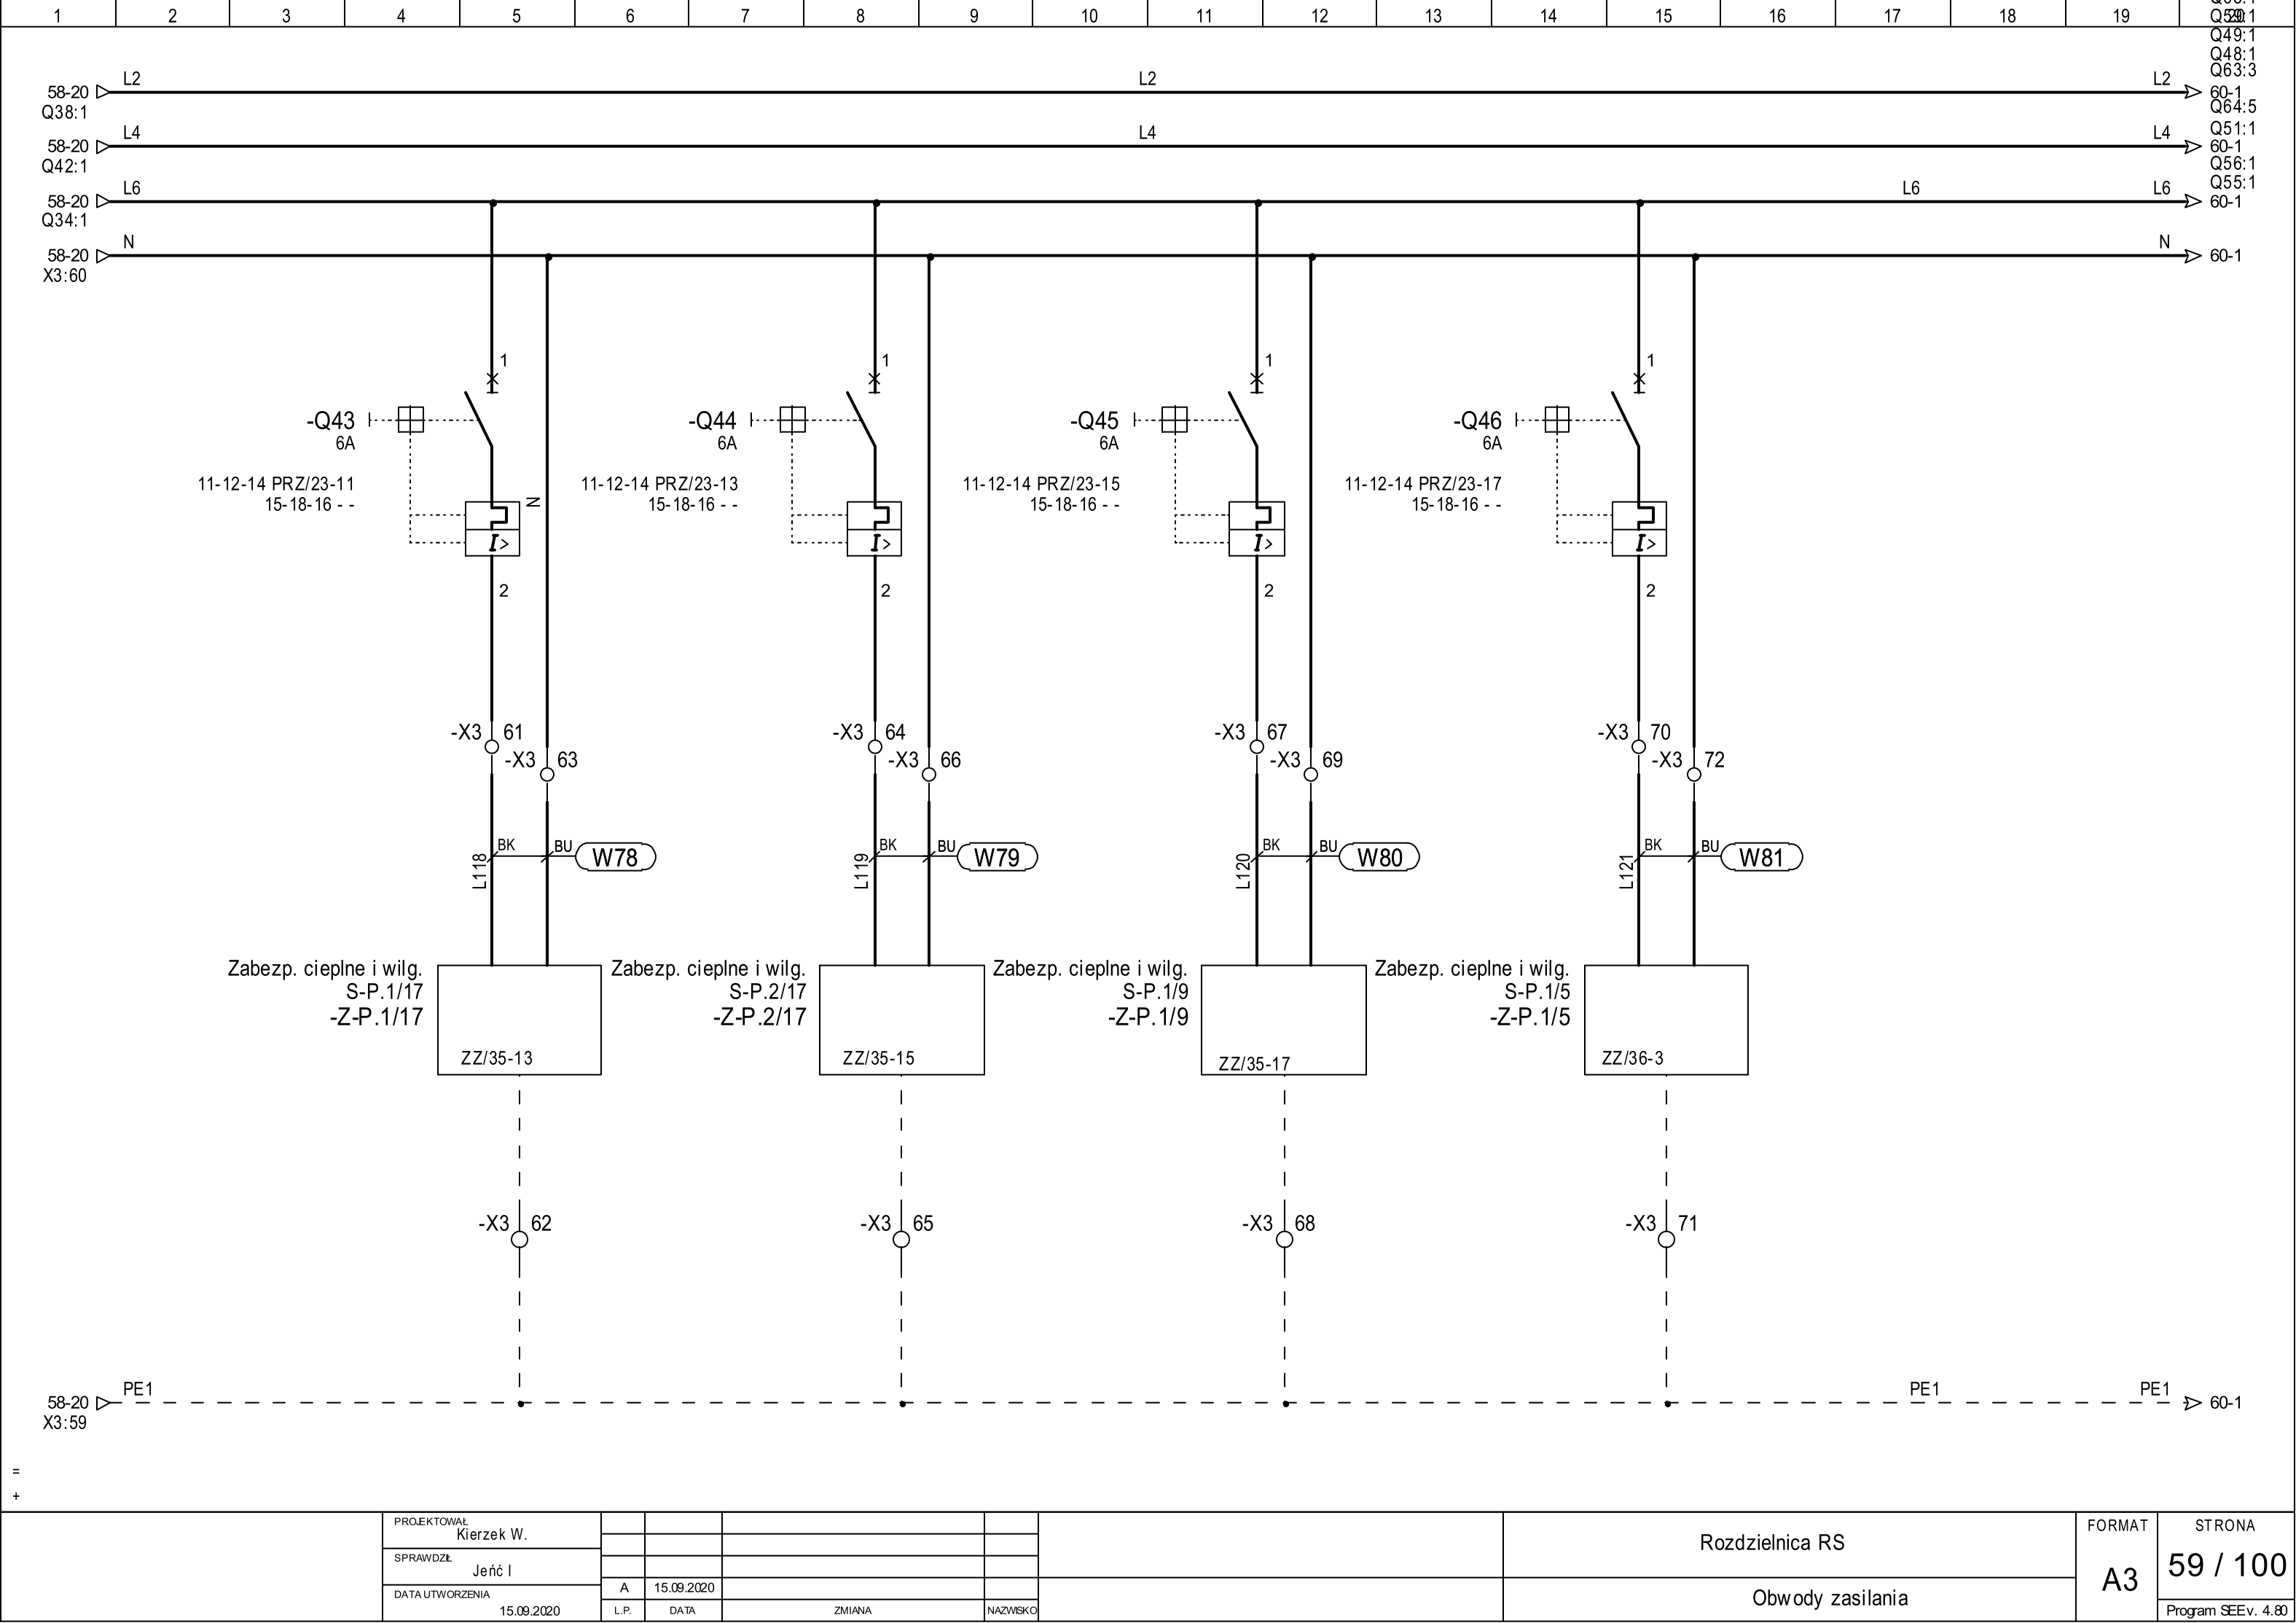 1 2 3 4 5 6 7 8 9 10 11 12 13 14 15 16 17 18 19
Q59:1
Q49:1
Q48:1
Q63:3
L2 L2 L2
58-20 60-1
Q38:1 Q64:5
L4 L4 L4 Q51:1
58-20 60-1
Q42:1 Q56:1
L6 L6 L6 Q55:1
58-20 60-1
Q34:1
N N
58-20 60-1
X3:60
1 1 1 1
-Q43 -Q44 -Q45 -Q46
6A 6A 6A 6A
11-12-14 PRZ/23-11 11-12-14 PRZ/23-13 11-12-14 PRZ/23-15 11-12-14 PRZ/23-17
15-18-16 - - N 15-18-16 - - 15-18-16 - - 15-18-16 - -
I> I> I> I>
2 2 2 2
-X3 61 -X3 64 -X3 67 -X3 70
-X3 63 -X3 66 -X3 69 -X3 72
BK BU W78 BK BU W79 BK BU W80 BK BU W81
L118 L119 L120 L121
Zabezp. cieplne i wilg. Zabezp. cieplne i wilg. Zabezp. cieplne i wilg. Zabezp. cieplne i wilg.
S-P.1/17 S-P.2/17 S-P.1/9 S-P.1/5
-Z-P.1/17 -Z-P.2/17 -Z-P.1/9 -Z-P.1/5
ZZ/35-13 ZZ/35-15 ZZ/35-17 ZZ/36-3
-X3 62 -X3 65 -X3 68 -X3 71
PE1 PE1 PE1
58-20 60-1
X3:59
=
+
PROJEKTOWAŁ
Kierzek W.
SPRAWDZIŁ
Jeńć I
DATA UTWORZENIA
15.09.2020
A 15.09.2020
L.P. DATA ZMIANA NAZWISKO
Rozdzielnica RS
Obwody zasilania
FORMAT
A3
STRONA
59 / 100
Program SEE v. 4.80